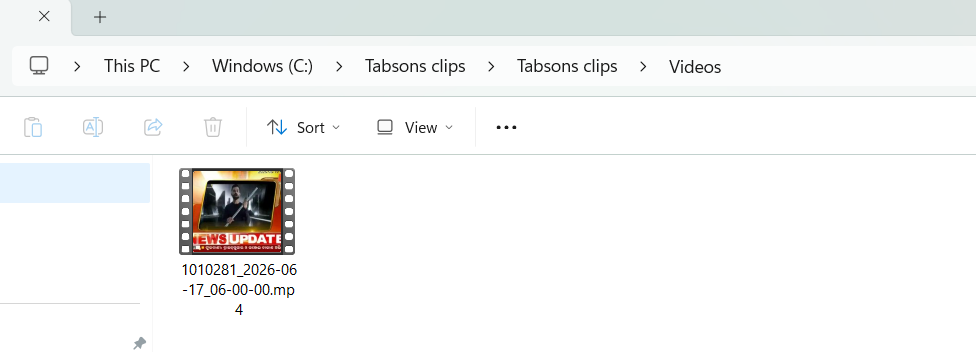 This PC > Windows (C:) > Tabsons clips > Tabsons clips > Videos
Sort View
NEWS UPDATE
1010281_2026-06
-17_06-00-00.mp
4